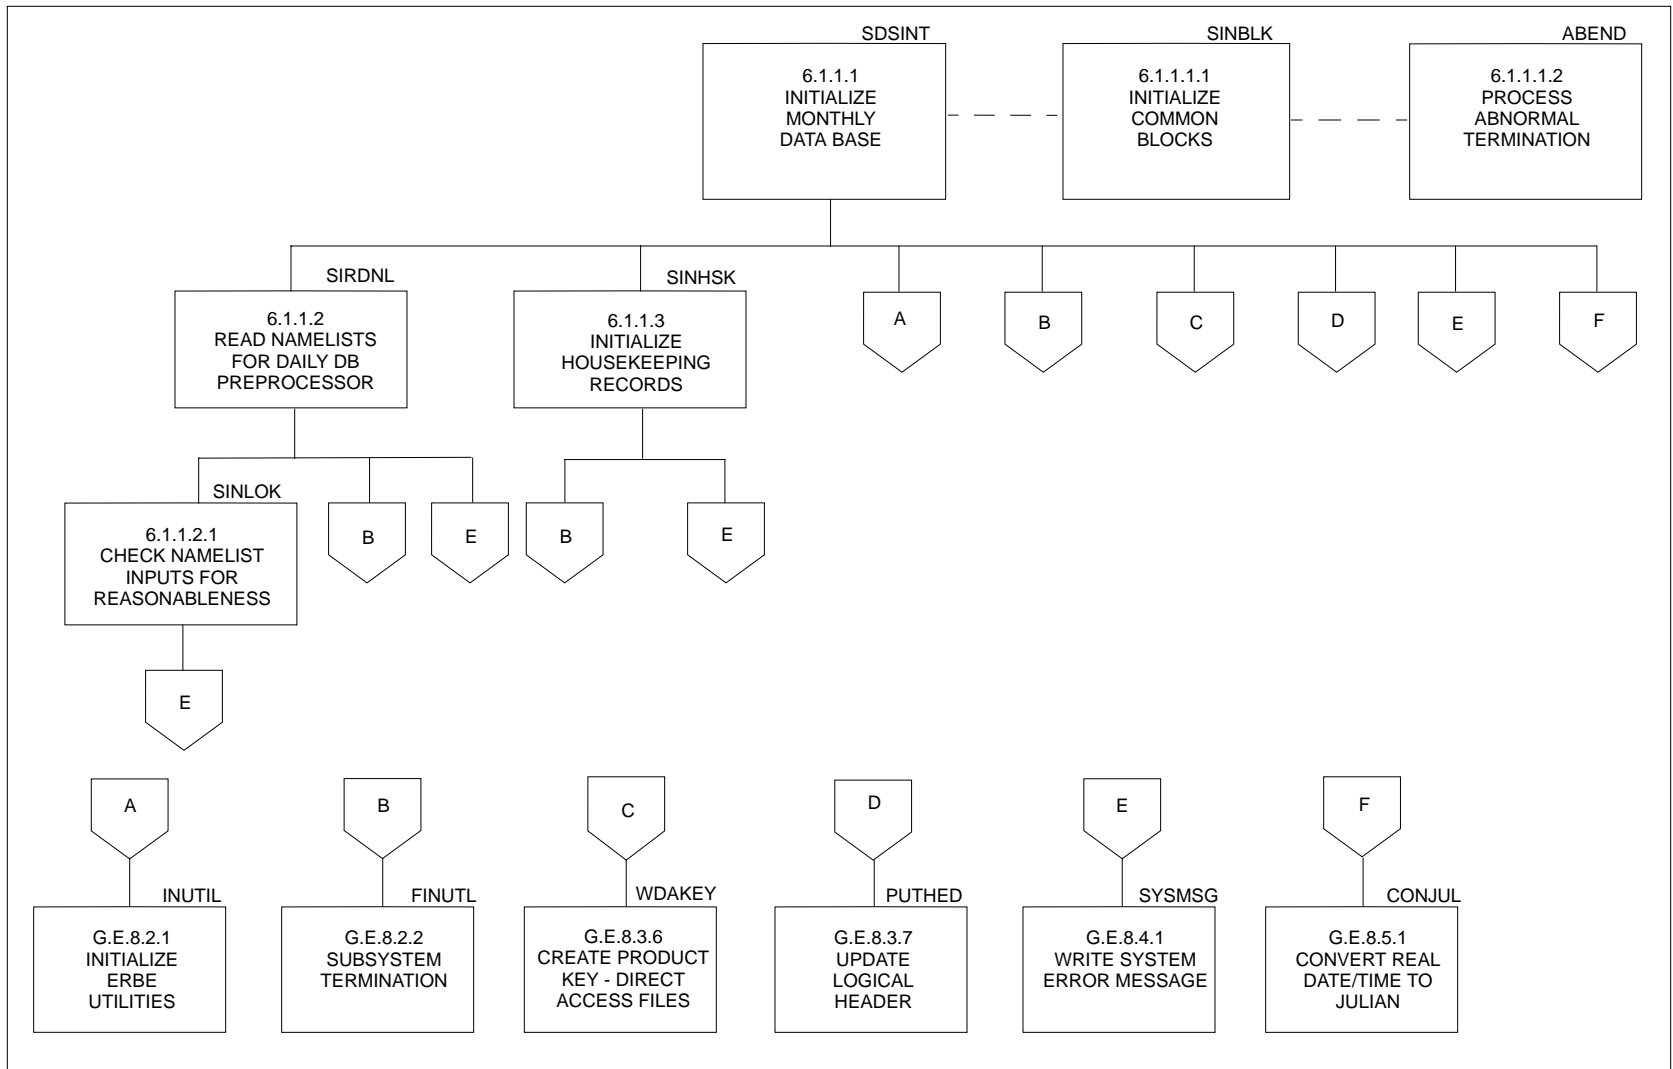 SDSINT
6.1.1.1
INITIALIZE
MONTHLY
DATA BASE
SINBLK
6.1.1.1.1
INITIALIZE
COMMON
BLOCKS
ABEND
6.1.1.1.2
PROCESS
ABNORMAL
TERMINATION
SIRDNL
6.1.1.2
READ NAMELISTS
FOR DAILY DB
PREPROCESSOR
SINHSK
6.1.1.3
INITIALIZE
HOUSEKEEPING
RECORDS
A
B
C
D
E
F
SINLOK
6.1.1.2.1
CHECK NAMELIST
INPUTS FOR
REASONABLENESS
B
E
B
E
E
A
B
C
D
E
F
INUTIL
G.E.8.2.1
INITIALIZE
ERBE
UTILITIES
FINUTL
G.E.8.2.2
SUBSYSTEM
TERMINATION
WDAKEY
G.E.8.3.6
CREATE PRODUCT
KEY - DIRECT
ACCESS FILES
PUTHED
G.E.8.3.7
UPDATE
LOGICAL
HEADER
SYSMSG
G.E.8.4.1
WRITE SYSTEM
ERROR MESSAGE
CONJUL
G.E.8.5.1
CONVERT REAL
DATE/TIME TO
JULIAN